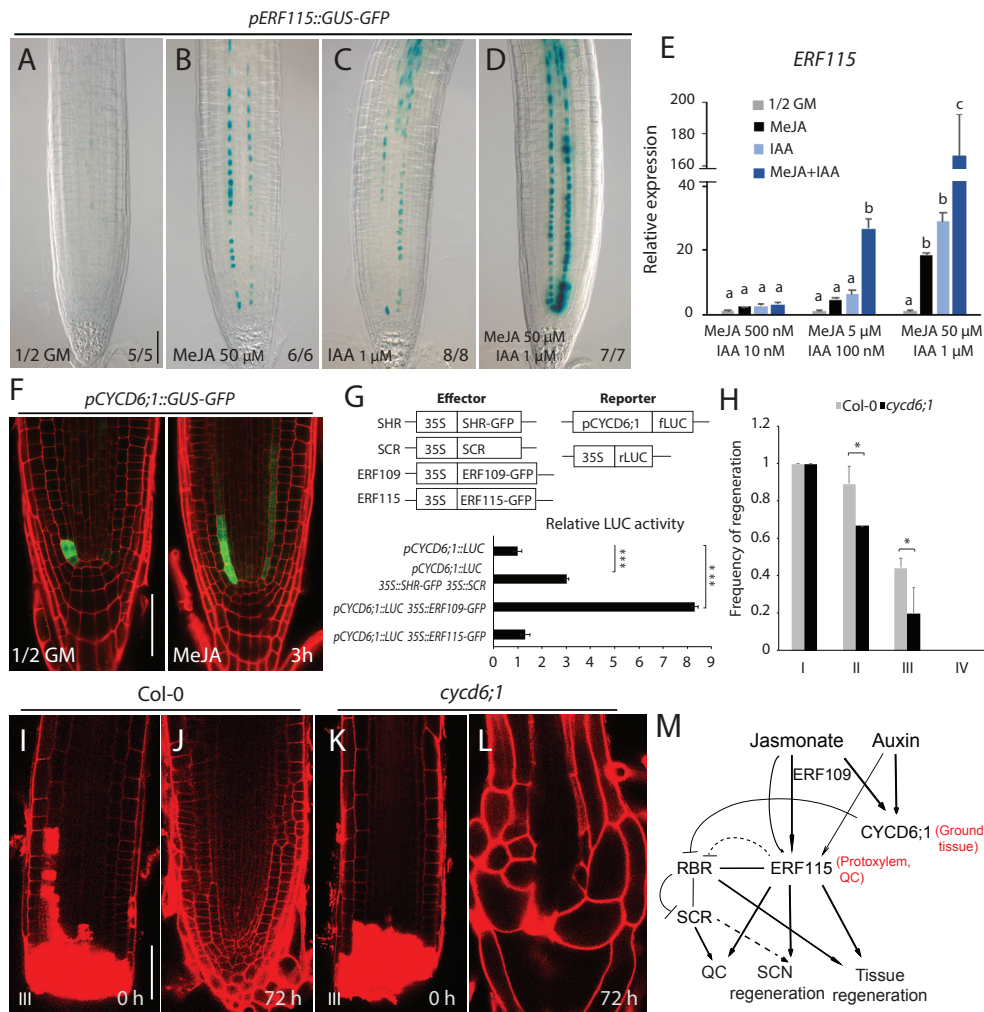 pERF115::GUS-GFP
A
1/2 GM
5/5
B
MeJA 50 µM
6/6
C
IAA 1 µM
8/8
D
MeJA 50 µM
IAA 1 µM
7/7
E
ERF115
1/2 GM
MeJA
IAA
MeJA+IAA
Relative expression
200
160
40
20
0
a a a a
a a a b
a b b c
MeJA 500 nM
IAA 10 nM
MeJA 5 µM
IAA 100 nM
MeJA 50 µM
IAA 1 µM
F
pCYCD6;1::GUS-GFP
1/2 GM
MeJA
3h
G
Effector
SHR 35S SHR-GFP
SCR 35S SCR
ERF109 35S ERF109-GFP
ERF115 35S ERF115-GFP
Reporter
pCYCD6;1 fLUC
35S rLUC
Relative LUC activity
pCYCD6;1::LUC
pCYCD6;1::LUC
35S::SHR-GFP 35S::SCR
pCYCD6;1::LUC 35S::ERF109-GFP
pCYCD6;1::LUC 35S::ERF115-GFP
***
***
0 1 2 3 4 5 6 7 8 9
H
Col-0 cycd6;1
Frequency of regeneration
1
0.8
0.6
0.4
0.2
0
*
*
I II III IV
Col-0
I
III
0 h
J
72 h
cycd6;1
K
III
0 h
L
72 h
M
Jasmonate Auxin
ERF109
CYCD6;1 (Ground
tissue)
RBR ERF115 (Protoxylem,
QC)
SCR
QC SCN Tissue
regeneration regeneration